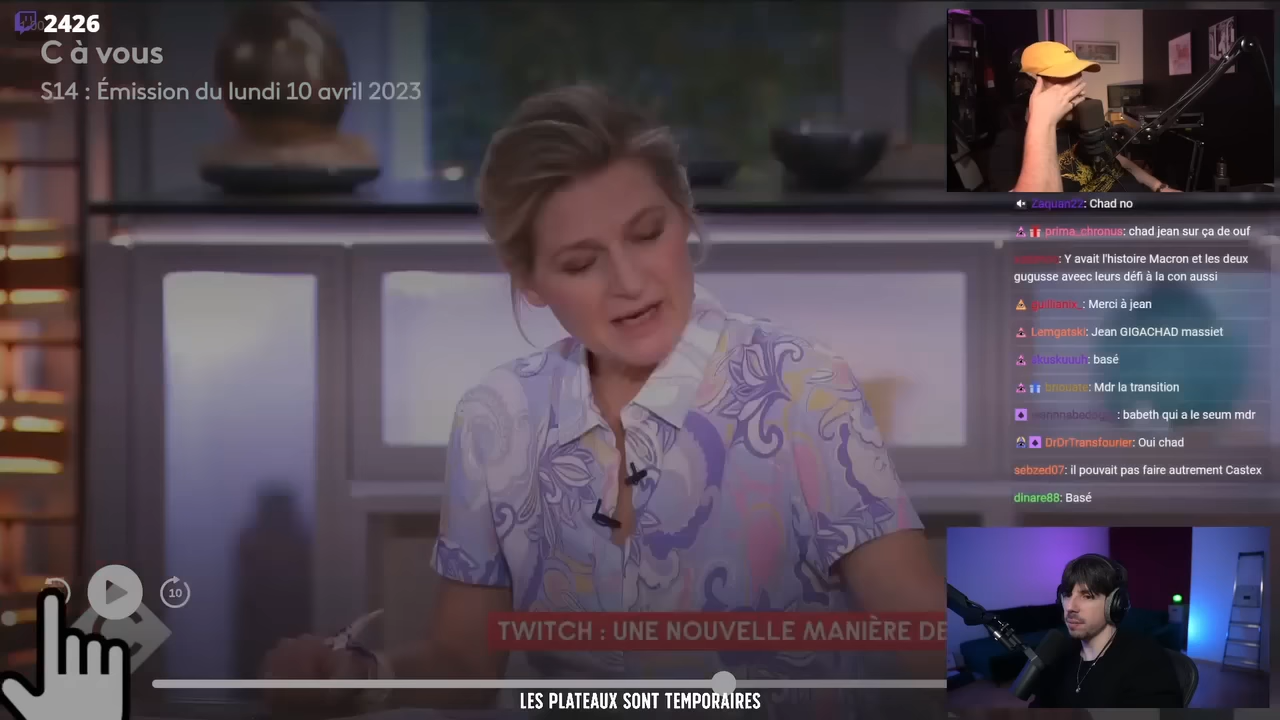 2426
C à vous
S14 : Émission du lundi 10 avril 2023
Zaquan22: Chad no
prima_chronus: chad jean sur ça de ouf
: Y avait l'histoire Macron et les deux
gugusse aveec leurs défi à la con aussi
: Merci à jean
Lemgatski: Jean GIGACHAD massiet
: basé
: Mdr la transition
: babeth qui a le seum mdr
DrDrTransfourier: Oui chad
sebzed07: il pouvait pas faire autrement Castex
dinare88: Basé
10
TWITCH : UNE NOUVELLE MANIÈRE DE
LES PLATEAUX SONT TEMPORAIRES